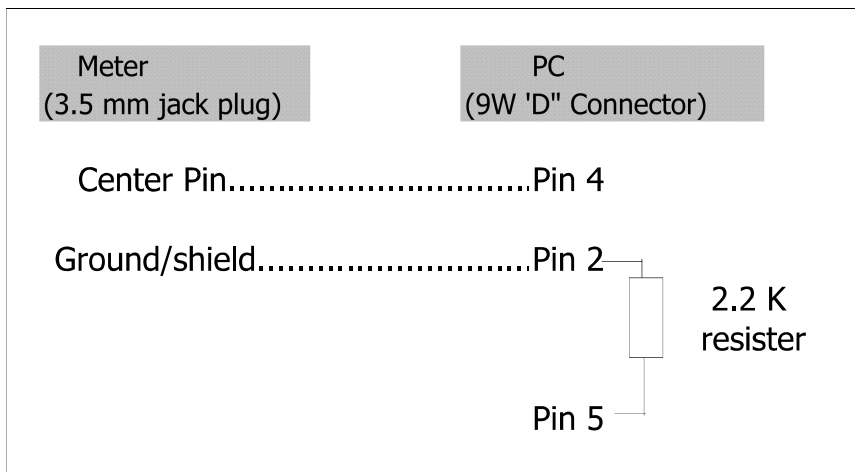 Meter
(3.5 mm jack plug)
PC
(9W 'D" Connector)
Center Pin..............................Pin 4
Ground/shield...........................Pin 2
2.2 K
resister
Pin 5